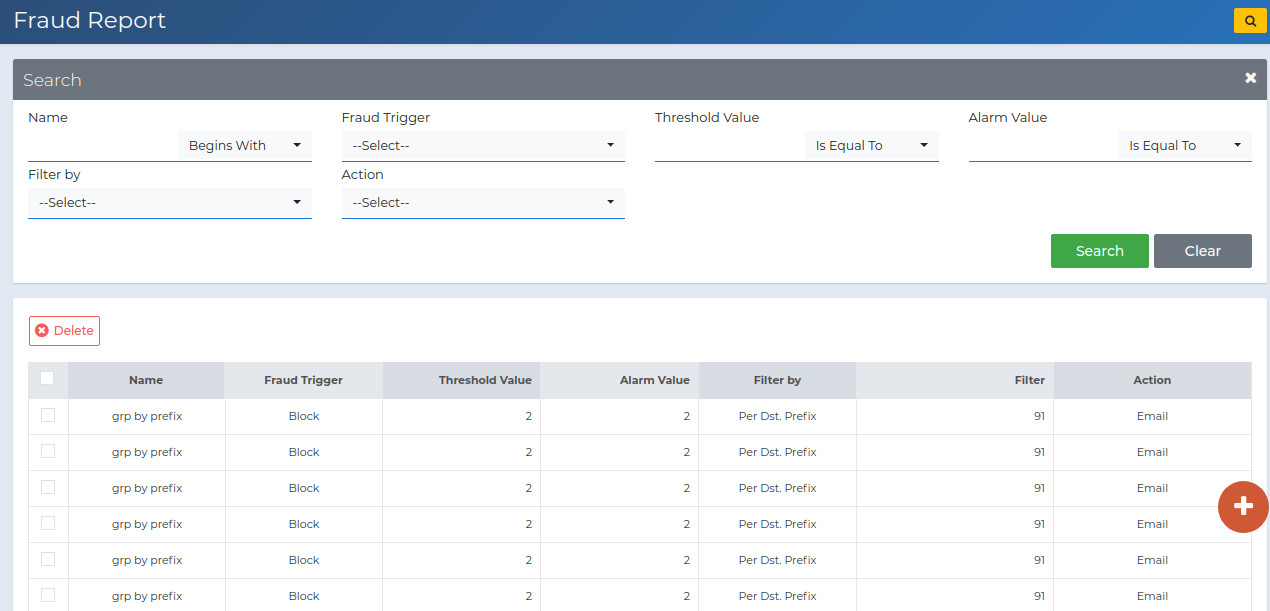 Fraud Report
Search
Name Fraud Trigger Threshold Value Alarm Value
Begins With --Select-- Is Equal To Is Equal To
Filter by Action
--Select-- --Select--
Search Clear
Delete
Name Fraud Trigger Threshold Value Alarm Value Filter by Filter Action
grp by prefix Block 2 2 Per Dst. Prefix 91 Email
grp by prefix Block 2 2 Per Dst. Prefix 91 Email
grp by prefix Block 2 2 Per Dst. Prefix 91 Email
grp by prefix Block 2 2 Per Dst. Prefix 91 Email
grp by prefix Block 2 2 Per Dst. Prefix 91 Email
grp by prefix Block 2 2 Per Dst. Prefix 91 Email